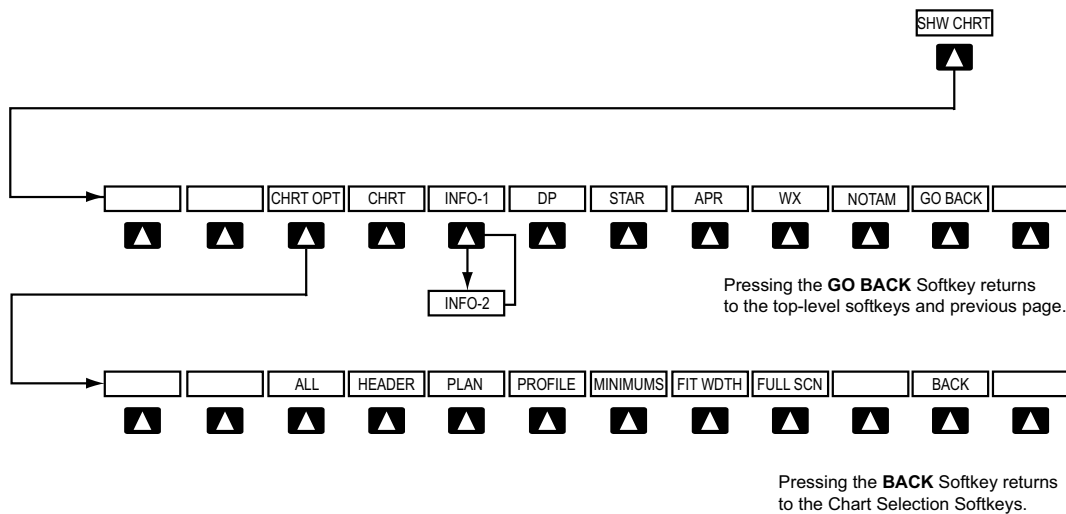 SHW CHRT
CHRT OPT CHRT INFO-1 DP STAR APR WX NOTAM GO BACK
INFO-2
Pressing the GO BACK Softkey returns
to the top-level softkeys and previous page.
ALL HEADER PLAN PROFILE MINIMUMS FIT WDTH FULL SCN BACK
Pressing the BACK Softkey returns
to the Chart Selection Softkeys.